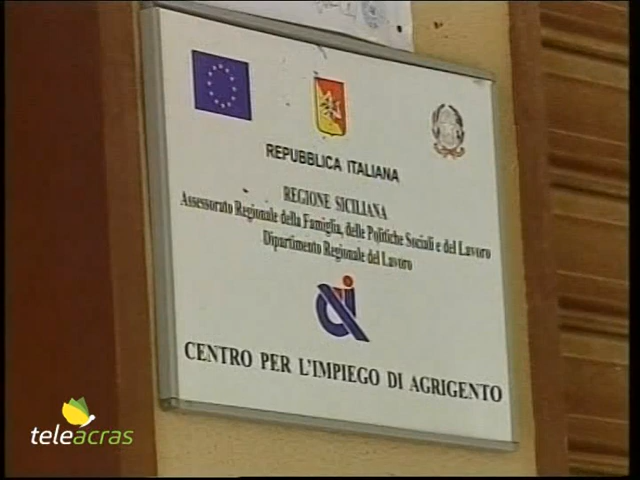 REPUBBLICA ITALIANA
REGIONE SICILIANA
Assessorato Regionale della Famiglia, delle Politiche Sociali e del Lavoro
Dipartimento Regionale del Lavoro
CENTRO PER L'IMPIEGO DI AGRIGENTO
teleacras